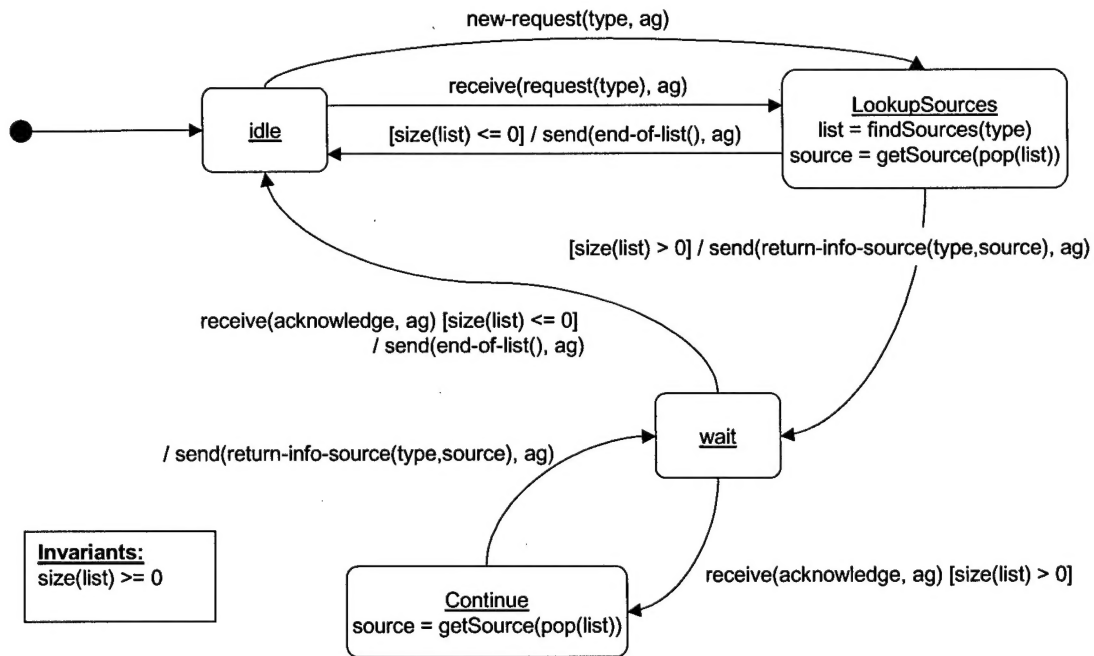 new-request(type, ag)
receive(request(type), ag)
idle
[size(list) <= 0] / send(end-of-list(), ag)
LookupSources
list = findSources(type)
source = getSource(pop(list))
[size(list) > 0] / send(return-info-source(type,source), ag)
receive(acknowledge, ag) [size(list) <= 0]
/ send(end-of-list(), ag)
wait
/ send(return-info-source(type,source), ag)
Invariants:
size(list) >= 0
receive(acknowledge, ag) [size(list) > 0]
Continue
source = getSource(pop(list))